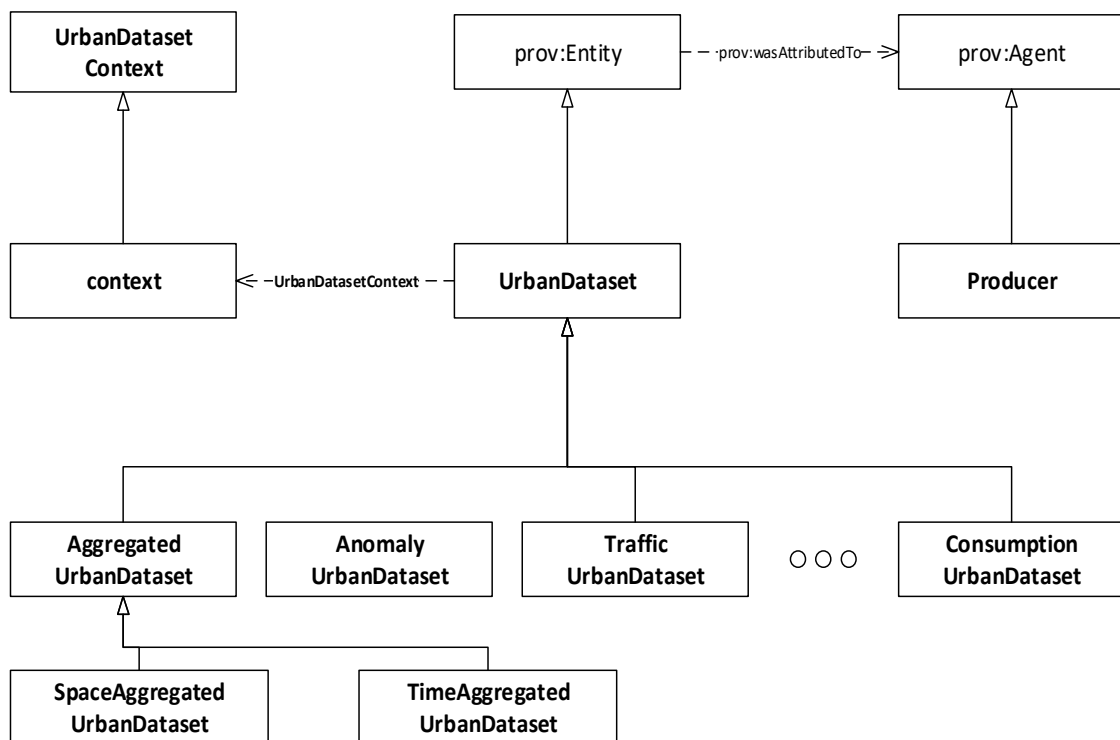 UrbanDataset
Context
prov:Entity
prov:wasAttributedTo
prov:Agent
context
UrbanDatasetContext
UrbanDataset
Producer
Aggregated
UrbanDataset
Anomaly
UrbanDataset
Traffic
UrbanDataset
Consumption
UrbanDataset
SpaceAggregated
UrbanDataset
TimeAggregated
UrbanDataset